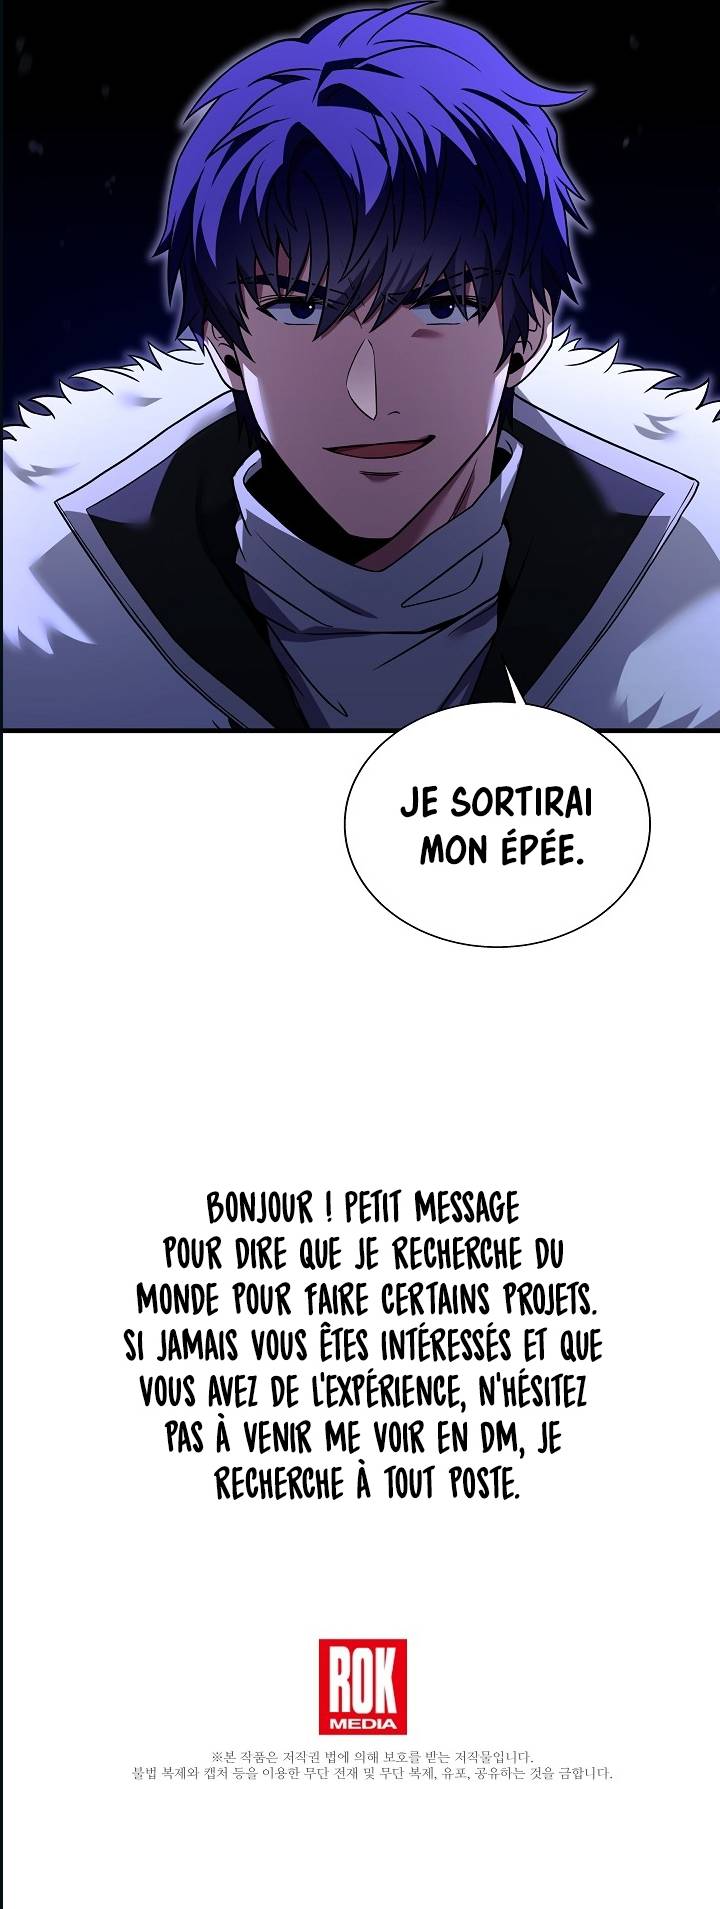 JE SORTIRAI
MON ÉPÉE.
BONJOUR ! PETIT MESSAGE
POUR DIRE QUE JE RECHERCHE DU
MONDE POUR FAIRE CERTAINS PROJETS.
SI JAMAIS VOUS ÊTES INTÉRESSÉS ET QUE
VOUS AVEZ DE L'EXPÉRIENCE, N'HÉSITEZ
PAS À VENIR ME VOIR EN DM, JE
RECHERCHE À TOUT POSTE.
ROK
MEDIA
※본 작품은 저작권 법에 의해 보호를 받는 저작물입니다.
불법 복제와 캡처 등을 이용한 무단 전재 및 무단 복제, 유포, 공유하는 것을 금합니다.